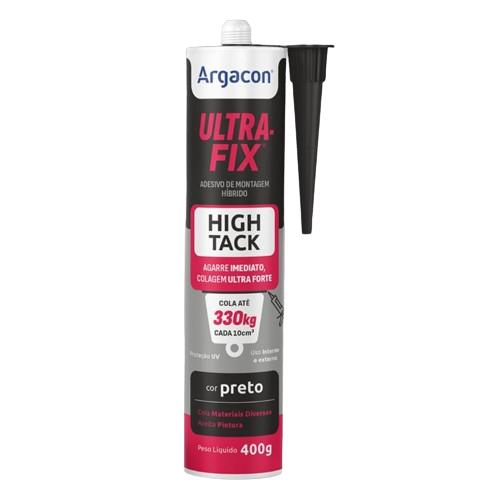 Argacon®
ULTRA-
FIX®
ADESIVO DE MONTAGEM
HÍBRIDO
HIGH
TACK
AGARRE IMEDIATO,
COLAGEM ULTRA FORTE
COLA ATÉ
330kg
CADA 10cm²
Proteção UV
Uso Interno
e externo
cor preto
Cola Materiais Diversos
Aceita Pintura
Peso Líquido 400g